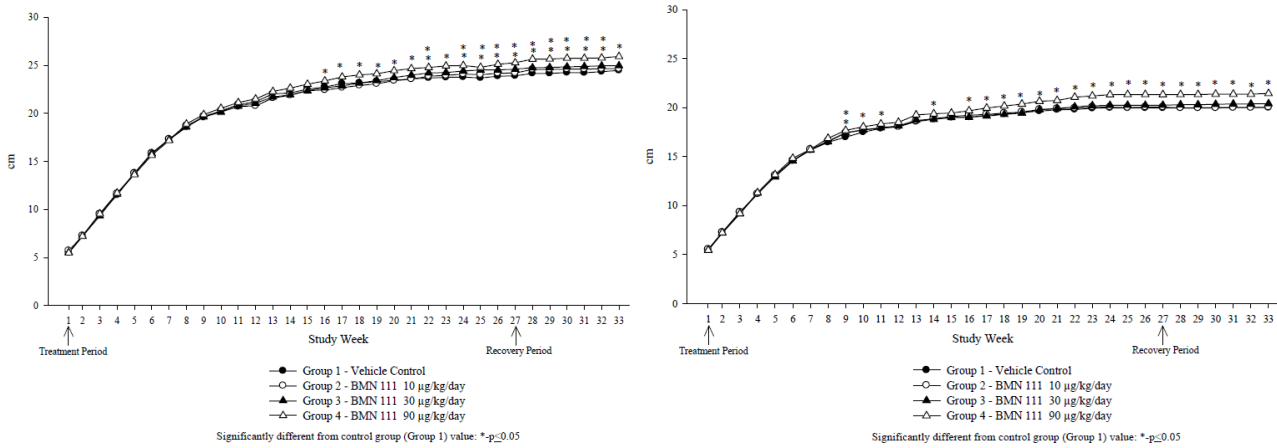 30
25
20
15
10
5
0
cm
1 2 3 4 5 6 7 8 9 10 11 12 13 14 15 16 17 18 19 20 21 22 23 24 25 26 27 28 29 30 31 32 33
Study Week
Treatment Period
Recovery Period
Group 1 - Vehicle Control
Group 2 - BMN 111 10 µg/kg/day
Group 3 - BMN 111 30 µg/kg/day
Group 4 - BMN 111 90 µg/kg/day
Significantly different from control group (Group 1) value: *-p≤0.05
30
25
20
15
10
5
0
cm
1 2 3 4 5 6 7 8 9 10 11 12 13 14 15 16 17 18 19 20 21 22 23 24 25 26 27 28 29 30 31 32 33
Study Week
Treatment Period
Recovery Period
Group 1 - Vehicle Control
Group 2 - BMN 111 10 µg/kg/day
Group 3 - BMN 111 30 µg/kg/day
Group 4 - BMN 111 90 µg/kg/day
Significantly different from control group (Group 1) value: *-p≤0.05